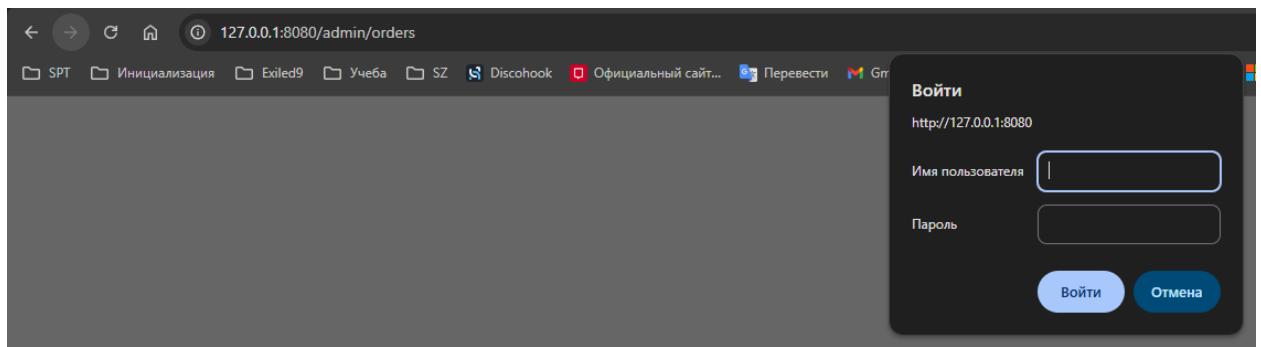 127.0.0.1:8080/admin/orders
SPT Инициализация Exiled9 Учеба SZ Discohook Официальный сайт... Перевести
Войти
http://127.0.0.1:8080
Имя пользователя
Пароль
Войти Отмена